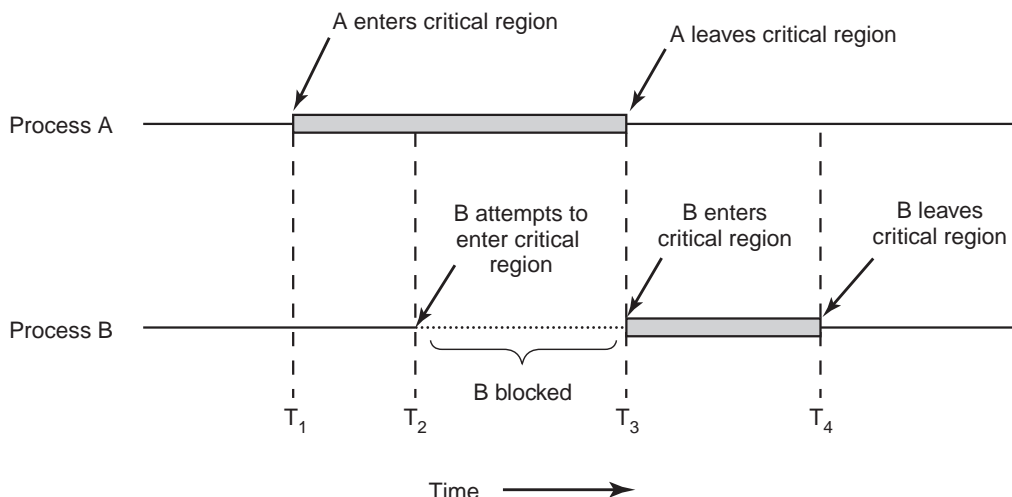 A enters critical region
A leaves critical region
Process A
B attempts to
enter critical
region
B enters
critical region
B leaves
critical region
Process B
B blocked
T1
T2
T3
T4
Time